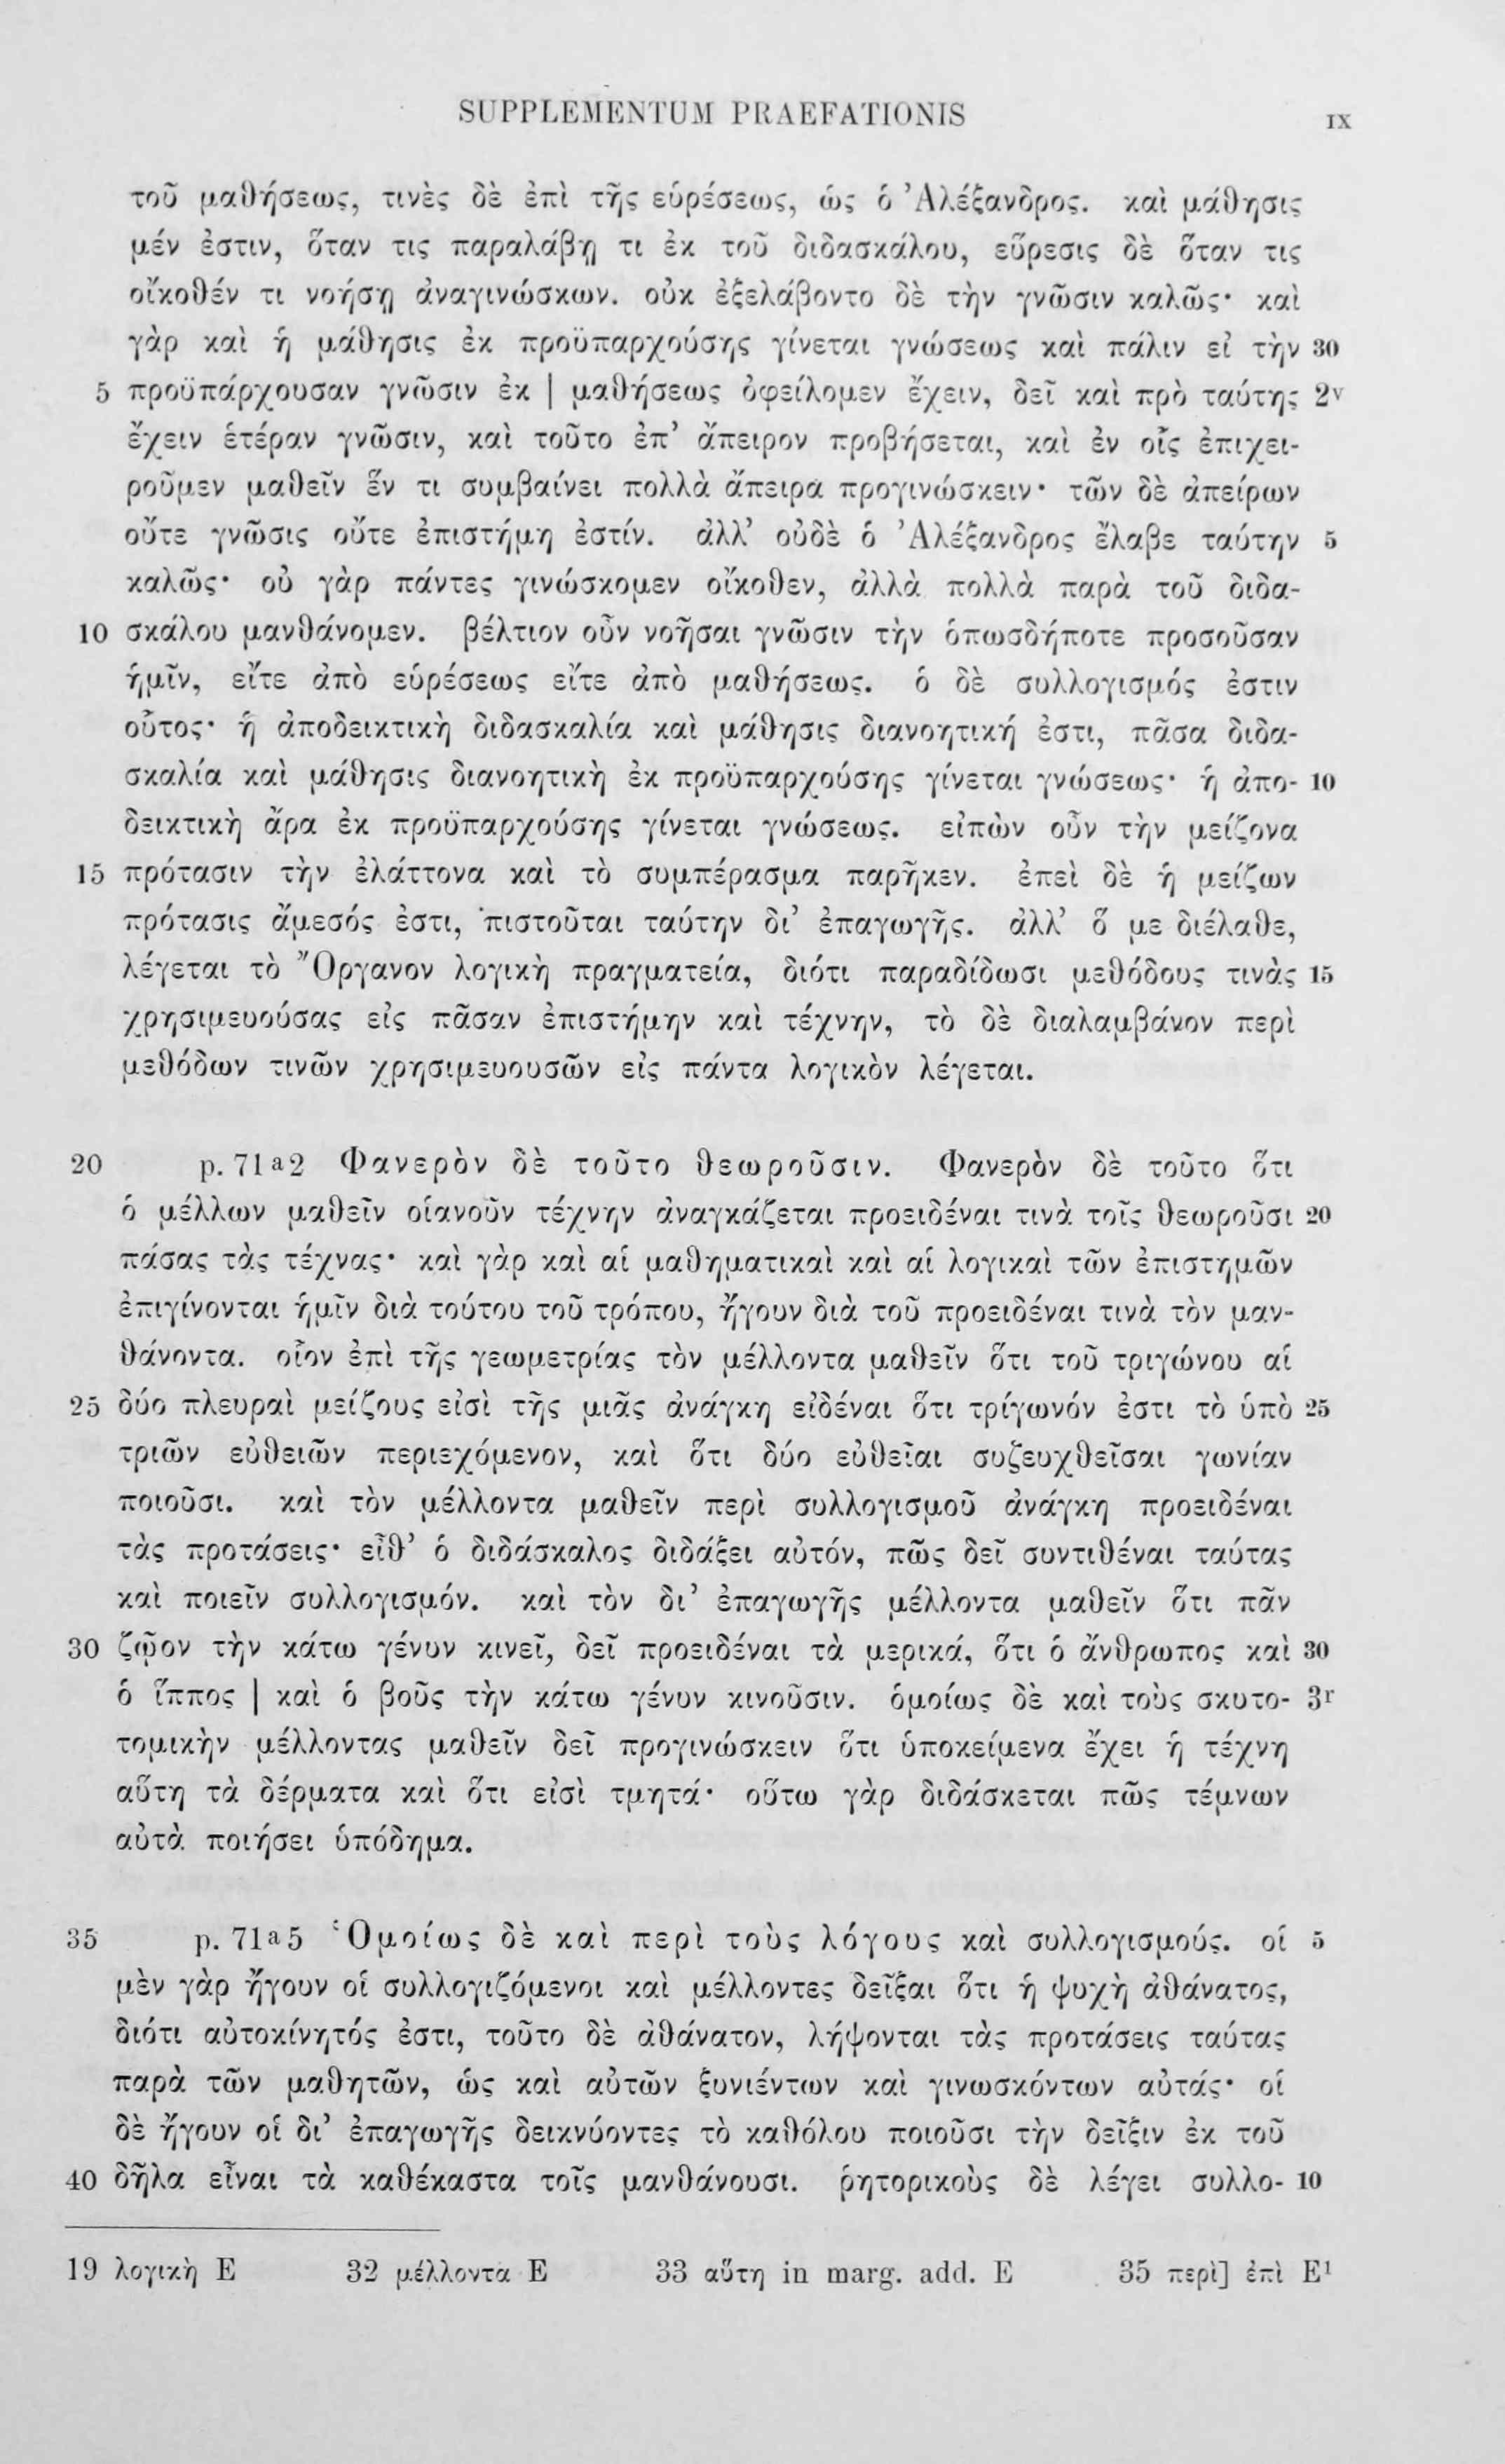 SUPPLEMENTUM PRAEFATIONIS IX
τοῦ μαθήσεως, τινὲς δὲ ἐπὶ τῆς εὑρέσεως, ὡς ὁ Ἀλέξανδρος. καὶ μάθησις
μέν ἐστιν, ὅταν τις παραλάβῃ τι ἐκ τοῦ διδασκάλου, εὕρεσις δὲ ὅταν τις
οἴκοθέν τι νοήσῃ ἀναγινώσκων. οὐκ ἐξελάβοντο δὲ τὴν γνῶσιν καλῶς· καὶ
γὰρ καὶ ἡ μάθησις ἐκ προϋπαρχούσης γίνεται γνώσεως καὶ πάλιν εἰ τὴν 30
5 προϋπάρχουσαν γνῶσιν ἐκ | μαθήσεως ὀφείλομεν ἔχειν, δεῖ καὶ πρὸ ταύτης 2v
ἔχειν ἑτέραν γνῶσιν, καὶ τοῦτο ἐπ’ ἄπειρον προβήσεται, καὶ ἐν οἷς ἐπιχει-
ροῦμεν μαθεῖν ἕν τι συμβαίνει πολλὰ ἄπειρα προγινώσκειν· τῶν δὲ ἀπείρων
οὔτε γνῶσις οὔτε ἐπιστήμη ἐστίν. ἀλλ’ οὐδὲ ὁ Ἀλέξανδρος ἔλαβε ταύτην 5
καλῶς· οὐ γὰρ πάντες γινώσκομεν οἴκοθεν, ἀλλὰ πολλὰ παρὰ τοῦ διδα-
10 σκάλου μανθάνομεν. βέλτιον οὖν νοῆσαι γνῶσιν τὴν ὁπωσδήποτε προσοῦσαν
ἡμῖν, εἴτε ἀπὸ εὑρέσεως εἴτε ἀπὸ μαθήσεως. ὁ δὲ συλλογισμός ἐστιν
οὗτος· ἡ ἀποδεικτικὴ διδασκαλία καὶ μάθησις διανοητική ἐστι, πᾶσα διδα-
σκαλία καὶ μάθησις διανοητικὴ ἐκ προϋπαρχούσης γίνεται γνώσεως· ἡ ἀπο- 10
δεικτικὴ ἄρα ἐκ προϋπαρχούσης γίνεται γνώσεως. εἰπὼν οὖν τὴν μείζονα
15 πρότασιν τὴν ἐλάττονα καὶ τὸ συμπέρασμα παρῆκεν. ἐπεὶ δὲ ἡ μείζων
πρότασις ἄμεσός ἐστι, πιστοῦται ταύτην δι’ ἐπαγωγῆς. ἀλλ’ ὅ με διέλαθε,
λέγεται τὸ Ὄργανον λογικὴ πραγματεία, διότι παραδίδωσι μεθόδους τινὰς 15
χρησιμευούσας εἰς πᾶσαν ἐπιστήμην καὶ τέχνην, τὸ δὲ διαλαμβάνον περὶ
μεθόδων τινῶν χρησιμευουσῶν εἰς πάντα λογικὸν λέγεται.
20 p. 71a2 Φανερὸν δὲ τοῦτο θεωροῦσιν. Φανερὸν δὲ τοῦτο ὅτι
ὁ μέλλων μαθεῖν οἱανοῦν τέχνην ἀναγκάζεται προειδέναι τινὰ τοῖς θεωροῦσι 20
πάσας τὰς τέχνας· καὶ γὰρ καὶ αἱ μαθηματικαὶ καὶ αἱ λογικαὶ τῶν ἐπιστημῶν
ἐπιγίνονται ἡμῖν διὰ τούτου τοῦ τρόπου, ἤγουν διὰ τοῦ προειδέναι τινὰ τὸν μαν-
θάνοντα. οἷον ἐπὶ τῆς γεωμετρίας τὸν μέλλοντα μαθεῖν ὅτι τοῦ τριγώνου αἱ
25 δύο πλευραὶ μείζους εἰσὶ τῆς μιᾶς ἀνάγκη εἰδέναι ὅτι τρίγωνόν ἐστι τὸ ὑπὸ 25
τριῶν εὐθειῶν περιεχόμενον, καὶ ὅτι δύο εὐθεῖαι συζευχθεῖσαι γωνίαν
ποιοῦσι. καὶ τὸν μέλλοντα μαθεῖν περὶ συλλογισμοῦ ἀνάγκη προειδέναι
τὰς προτάσεις· εἶθ’ ὁ διδάσκαλος διδάξει αὐτόν, πῶς δεῖ συντιθέναι ταύτας
καὶ ποιεῖν συλλογισμόν. καὶ τὸν δι’ ἐπαγωγῆς μέλλοντα μαθεῖν ὅτι πᾶν
30 ζῷον τὴν κάτω γένυν κινεῖ, δεῖ προειδέναι τὰ μερικά, ὅτι ὁ ἄνθρωπος καὶ 30
ὁ ἵππος | καὶ ὁ βοῦς τὴν κάτω γένυν κινοῦσιν. ὁμοίως δὲ καὶ τοὺς σκυτο- 3r
τομικὴν μέλλοντας μαθεῖν δεῖ προγινώσκειν ὅτι ὑποκείμενα ἔχει ἡ τέχνη
αὕτη τὰ δέρματα καὶ ὅτι εἰσὶ τμητά· οὕτω γὰρ διδάσκεται πῶς τέμνων
αὐτὰ ποιήσει ὑπόδημα.
35 p. 71a5 Ὁμοίως δὲ καὶ περὶ τοὺς λόγους καὶ συλλογισμούς. οἱ 5
μὲν γὰρ ἤγουν οἱ συλλογιζόμενοι καὶ μέλλοντες δεῖξαι ὅτι ἡ ψυχὴ ἀθάνατος,
διότι αὐτοκίνητός ἐστι, τοῦτο δὲ ἀθάνατον, λήψονται τὰς προτάσεις ταύτας
παρὰ τῶν μαθητῶν, ὡς καὶ αὐτῶν ξυνιέντων καὶ γινωσκόντων αὐτάς· οἱ
δὲ ἤγουν οἱ δι’ ἐπαγωγῆς δεικνύοντες τὸ καθόλου ποιοῦσι τὴν δεῖξιν ἐκ τοῦ
40 δῆλα εἶναι τὰ καθέκαστα τοῖς μανθάνουσι. ῥητορικοὺς δὲ λέγει συλλο- 10
19 λογικὴ E 32 μέλλοντα E 33 αὕτη in marg. add. E 35 περὶ] ἐπὶ E¹